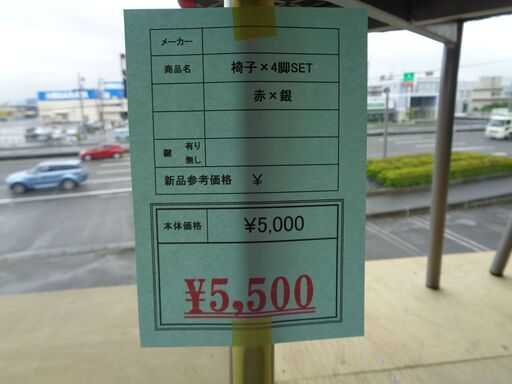 メーカー
商品名 椅子×4脚SET
赤×銀
鍵 有り
無し
新品参考価格 ¥
本体価格 ¥5,000
¥5,500